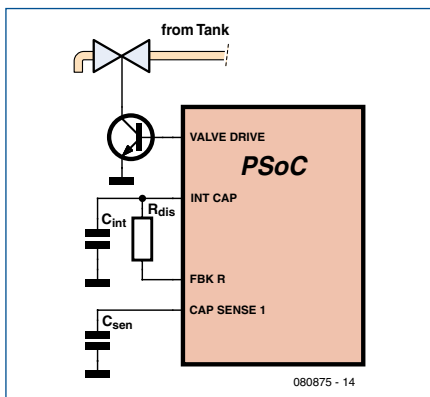 from Tank
VALVE DRIVE
PSoC
INT CAP
Rdis
Cint
FBK R
CAP SENSE 1
Csen
080875 - 14